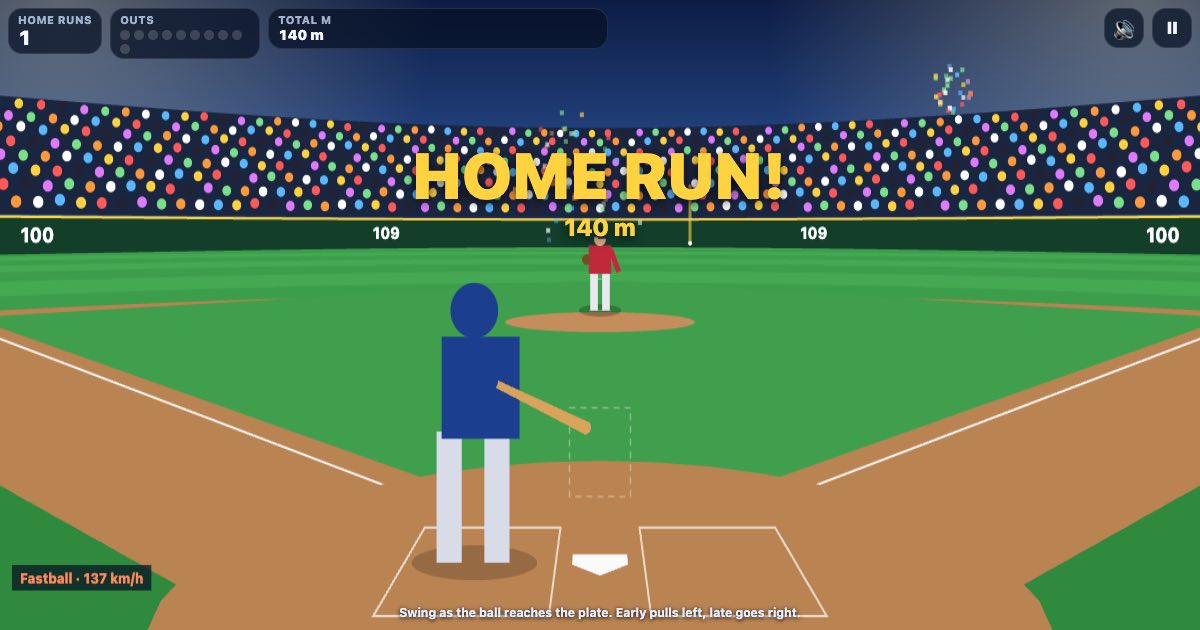 HOME RUNS
1
OUTS
TOTAL M
140 m
HOME RUN!
140 m
100
109
109
100
Fastball · 137 km/h
Swing as the ball reaches the plate. Early pulls left, late goes right.